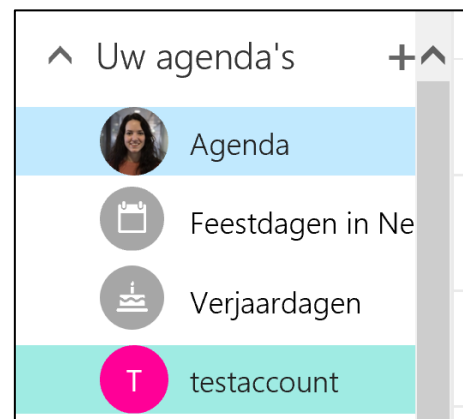 Uw agenda's +
Agenda
Feestdagen in Ne
Verjaardagen
T testaccount